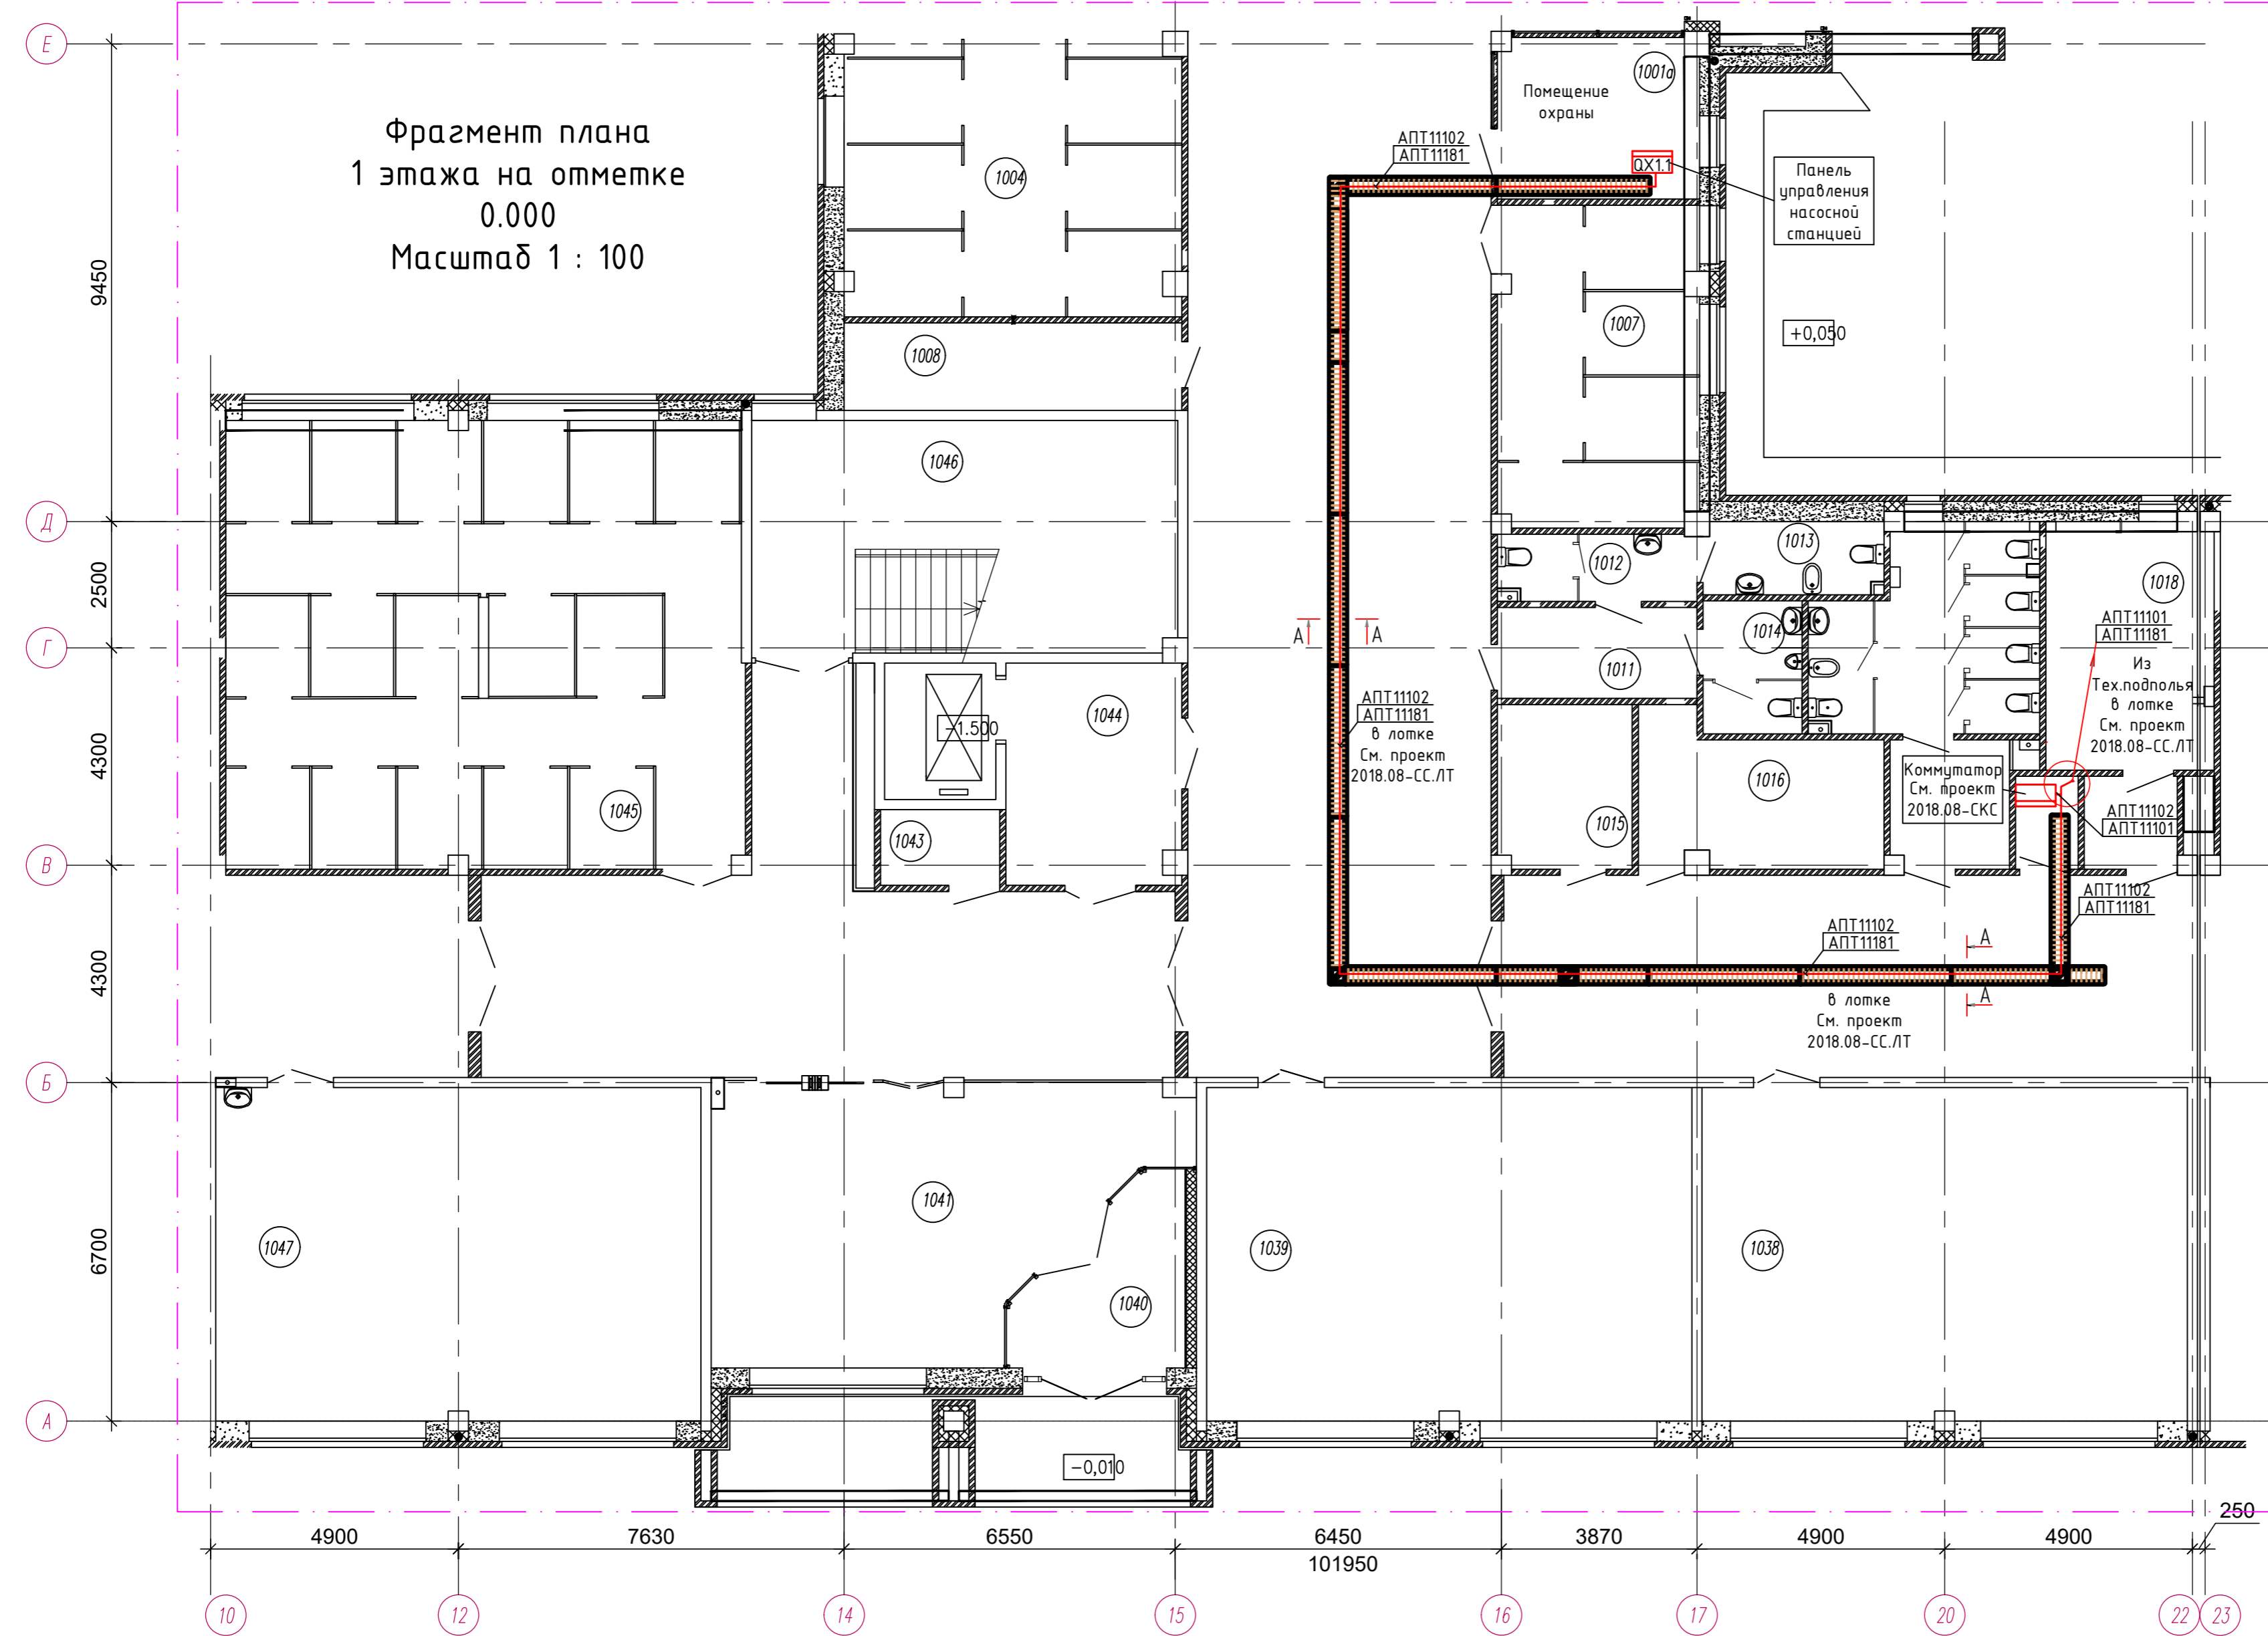 Фрагмент плана
1 этажа на отметке
0.000
Масштаб 1 : 100
Е
Д
Г
В
Б
А
9450
2500
4300
4300
6700
1004
1008
1046
1044
1043
1045
-1.500
1047
1041
1040
1039
1038
-0,010
1001а
Помещение
охраны
QX1.1
Панель
управления
насосной
станцией
+0,050
1007
1012
1013
1014
1011
1015
1016
1018
АПТ11102
АПТ11181
А
А
АПТ11102
АПТ11181
в лотке
См. проект
2018.08-СС.ЛТ
АПТ11101
АПТ11181
Из
Тех.подполья
в лотке
См. проект
2018.08-СС.ЛТ
Коммутатор
См. проект
2018.08-СКС
АПТ11102
АПТ11101
АПТ11102
АПТ11181
АПТ11102
АПТ11181
А
А
в лотке
См. проект
2018.08-СС.ЛТ
4900
7630
6550
6450
3870
4900
4900
250
101950
10
12
14
15
16
17
20
22
23